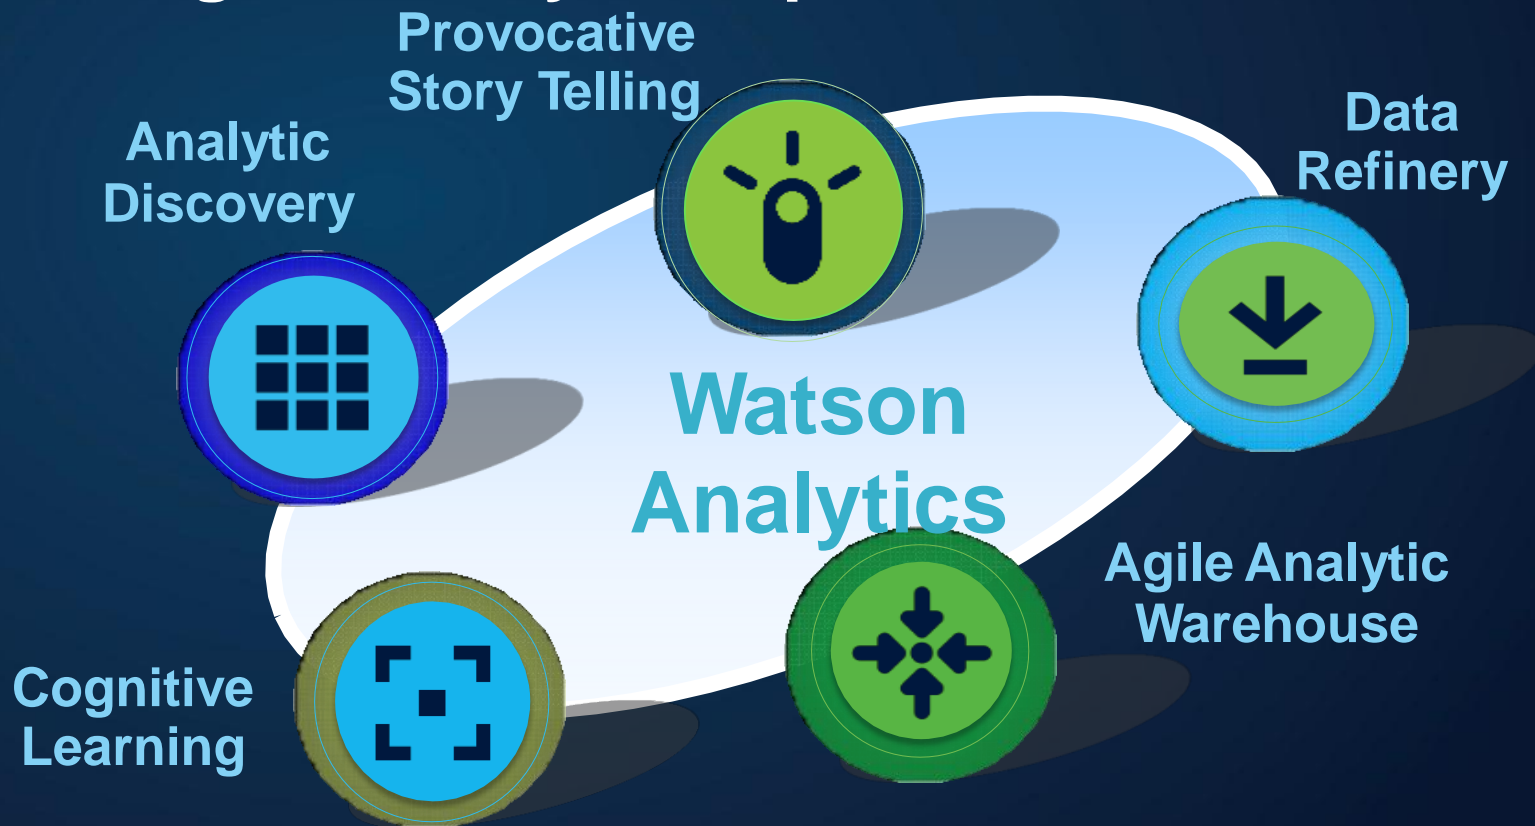 Provocative
Story Telling
Data
Refinery
Analytic
Discovery
Watson
Analytics
Agile Analytic
Warehouse
Cognitive
Learning